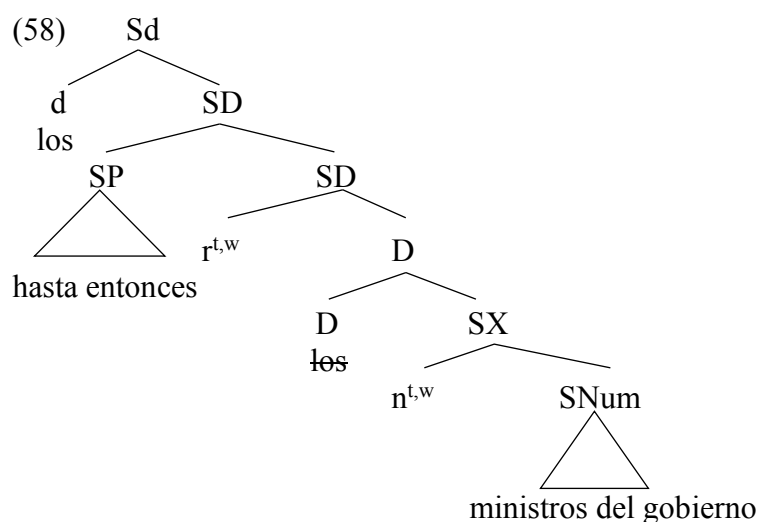 (58) Sd
d SD
los
SP SD
r^t,w D
hasta entonces
D SX
~~los~~
n^t,w SNum
ministros del gobierno